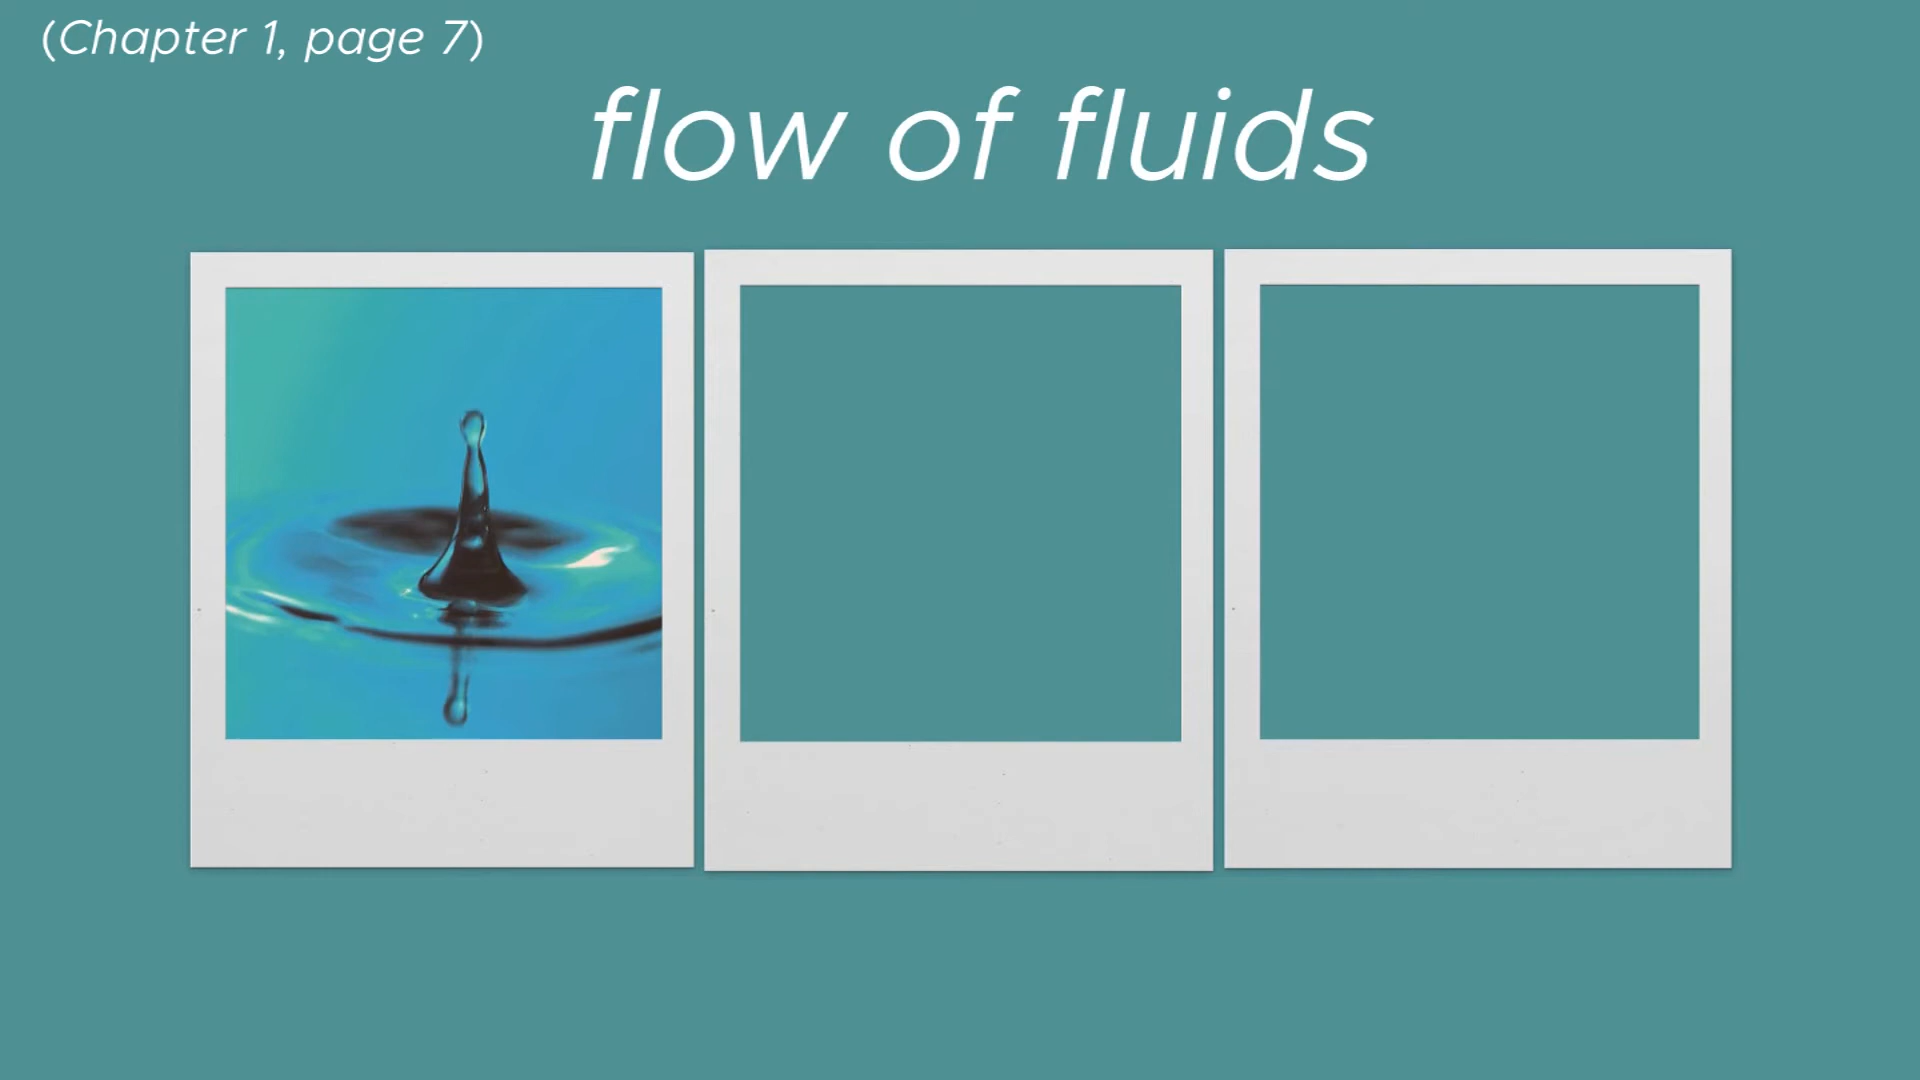 (Chapter 1, page 7)
flow of fluids